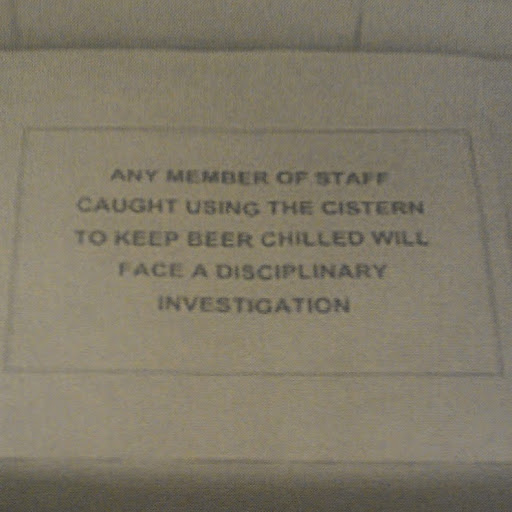 ANY MEMBER OF STAFF
CAUGHT USING THE CISTERN
TO KEEP BEER CHILLED WILL
FACE A DISCIPLINARY
INVESTIGATION